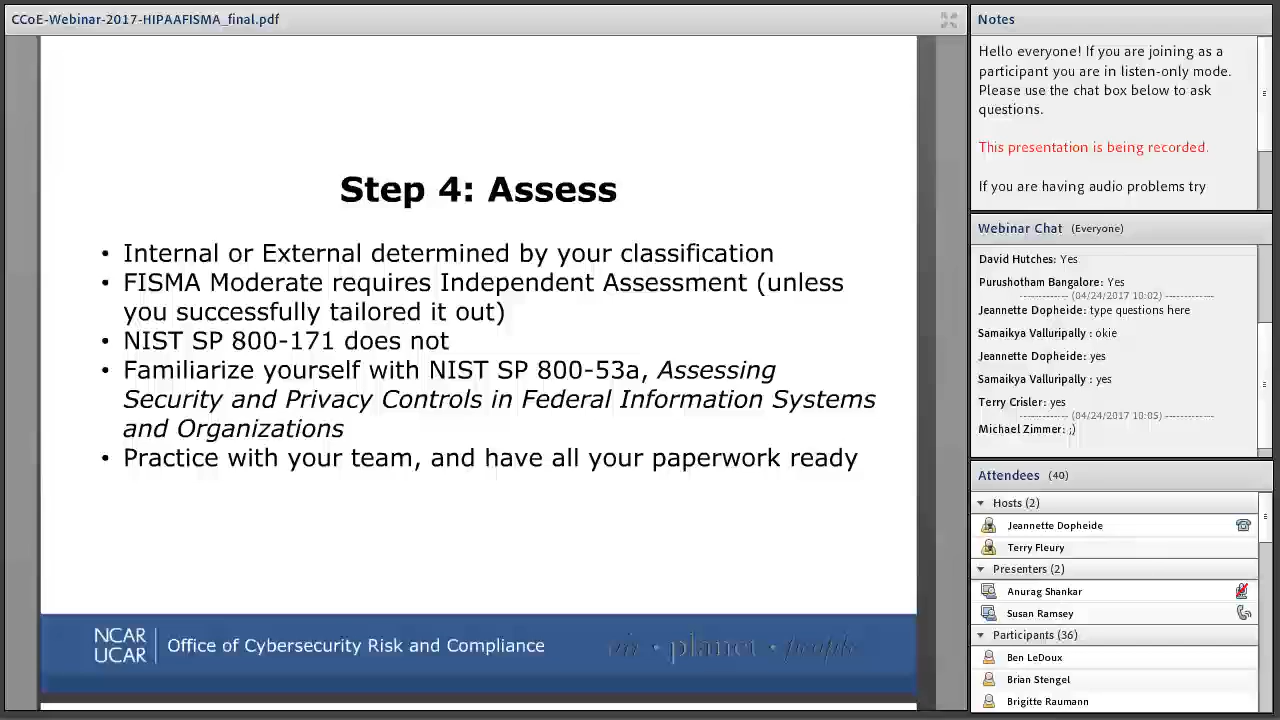 CCoE-Webinar-2017-HIPAAFISMA_final.pdf
Step 4: Assess
• Internal or External determined by your classification
• FISMA Moderate requires Independent Assessment (unless
you successfully tailored it out)
• NIST SP 800-171 does not
• Familiarize yourself with NIST SP 800-53a, Assessing
Security and Privacy Controls in Federal Information Systems
and Organizations
• Practice with your team, and have all your paperwork ready
NCAR
UCAR
Office of Cybersecurity Risk and Compliance
air • planet • people
Notes
Hello everyone! If you are joining as a
participant you are in listen-only mode.
Please use the chat box below to ask
questions.
This presentation is being recorded.
If you are having audio problems try
Webinar Chat (Everyone)
David Hutches: Yes
Purushotham Bangalore: Yes
(04/24/2017 10:02)
Jeannette Dopheide: type questions here
Samaikya Valluripally : okie
Jeannette Dopheide: yes
Samaikya Valluripally : yes
Terry Crisler: yes
(04/24/2017 10:05)
Michael Zimmer: ;)
Attendees (40)
Hosts (2)
Jeannette Dopheide
Terry Fleury
Presenters (2)
Anurag Shankar
Susan Ramsey
Participants (36)
Ben LeDoux
Brian Stengel
Brigitte Raumann